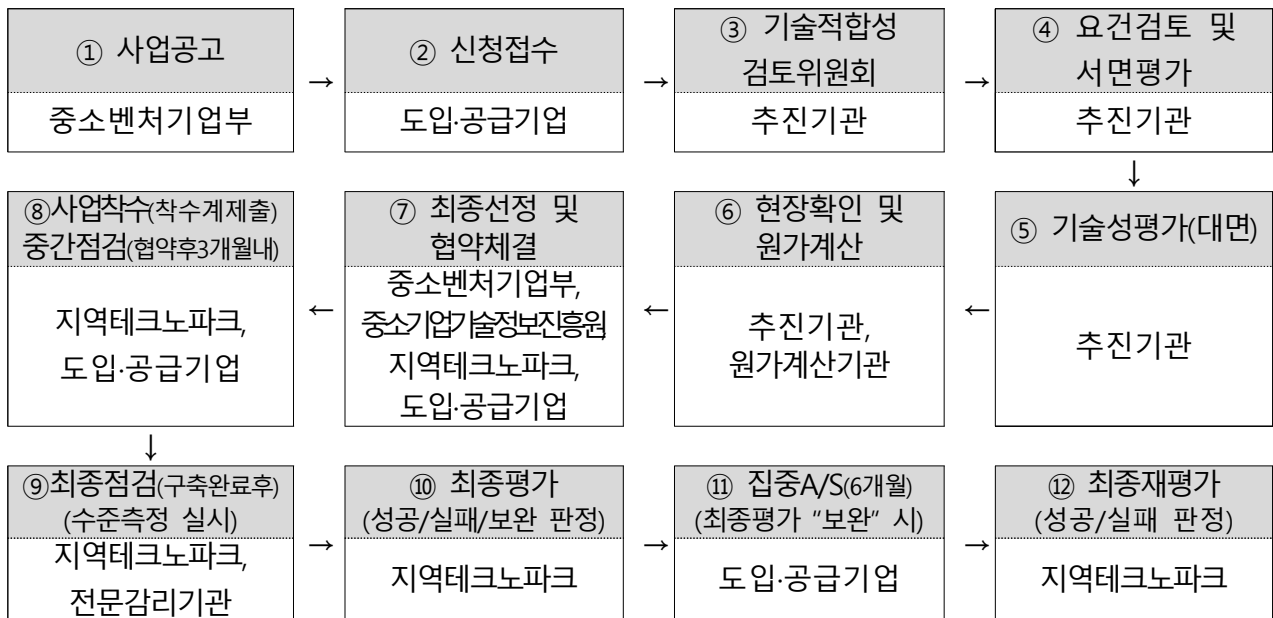 ① 사업공고
중소벤처기업부
→
② 신청접수
도입·공급기업
→
③ 기술적합성
검토위원회
추진기관
→
④ 요건검토 및
서면평가
추진기관
↓
⑤ 기술성평가(대면)
추진기관
←
⑥ 현장확인 및
원가계산
추진기관,
원가계산기관
←
⑦ 최종선정 및
협약체결
중소벤처기업부,
중소기업기술정보진흥원,
지역테크노파크,
도입·공급기업
←
⑧사업착수(착수계제출)
중간점검(협약후3개월내)
지역테크노파크,
도입·공급기업
↓
⑨최종점검(구축완료후)
(수준측정 실시)
지역테크노파크,
전문감리기관
→
⑩ 최종평가
(성공/실패/보완 판정)
지역테크노파크
→
⑪ 집중A/S(6개월)
(최종평가 “보완” 시)
도입·공급기업
→
⑫ 최종재평가
(성공/실패 판정)
지역테크노파크